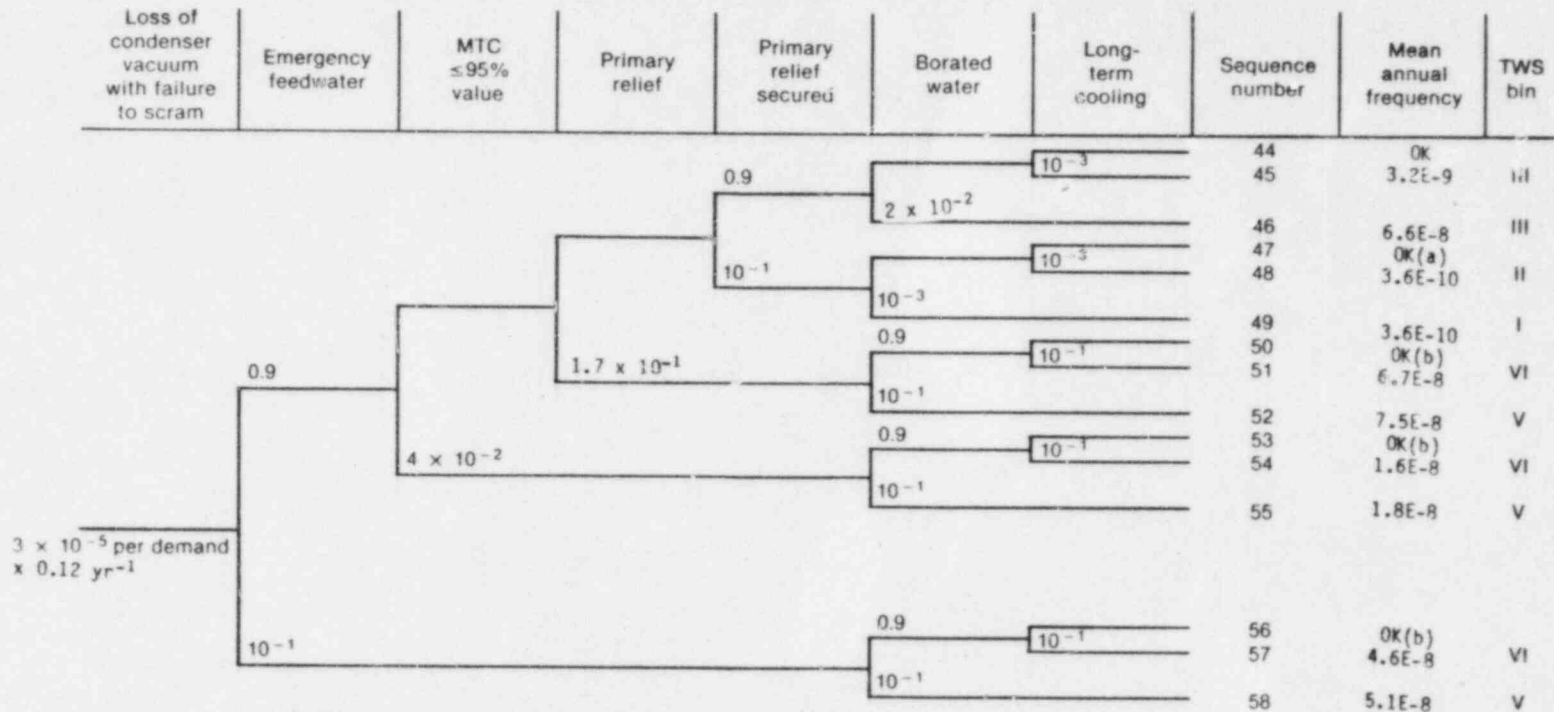 Loss of
condenser
vacuum
with failure
to scram
Emergency
feedwater
MTC
≤95%
value
Primary
relief
Primary
relief
secured
Borated
water
Long-
term
cooling
Sequence
number
Mean
annual
frequency
TWS
bin
44 OK
10⁻³
45 3.2E-9 III
0.9
2 x 10⁻²
46 6.6E-8 III
47 OK(a)
10⁻³
48 3.6E-10 II
10⁻¹
10⁻³
49 3.6E-10 I
0.9
50 OK(b)
10⁻¹
51 6.7E-8 VI
1.7 x 10⁻¹
0.9
10⁻¹
52 7.5E-8 V
0.9
53 OK(b)
10⁻¹
54 1.6E-8 VI
4 × 10⁻²
10⁻¹
55 1.8E-8 V
3 × 10⁻⁵ per demand
x 0.12 yr⁻¹
0.9
56 OK(b)
10⁻¹
10⁻¹
57 4.6E-8 VI
10⁻¹
58 5.1E-8 V